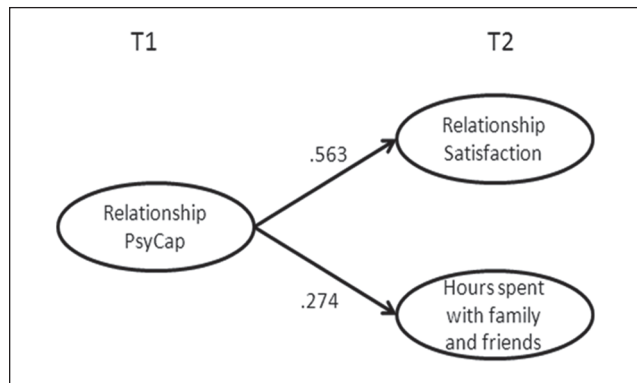 T1
T2
Relationship
Satisfaction
.563
Relationship
PsyCap
.274
Hours spent
with family
and friends